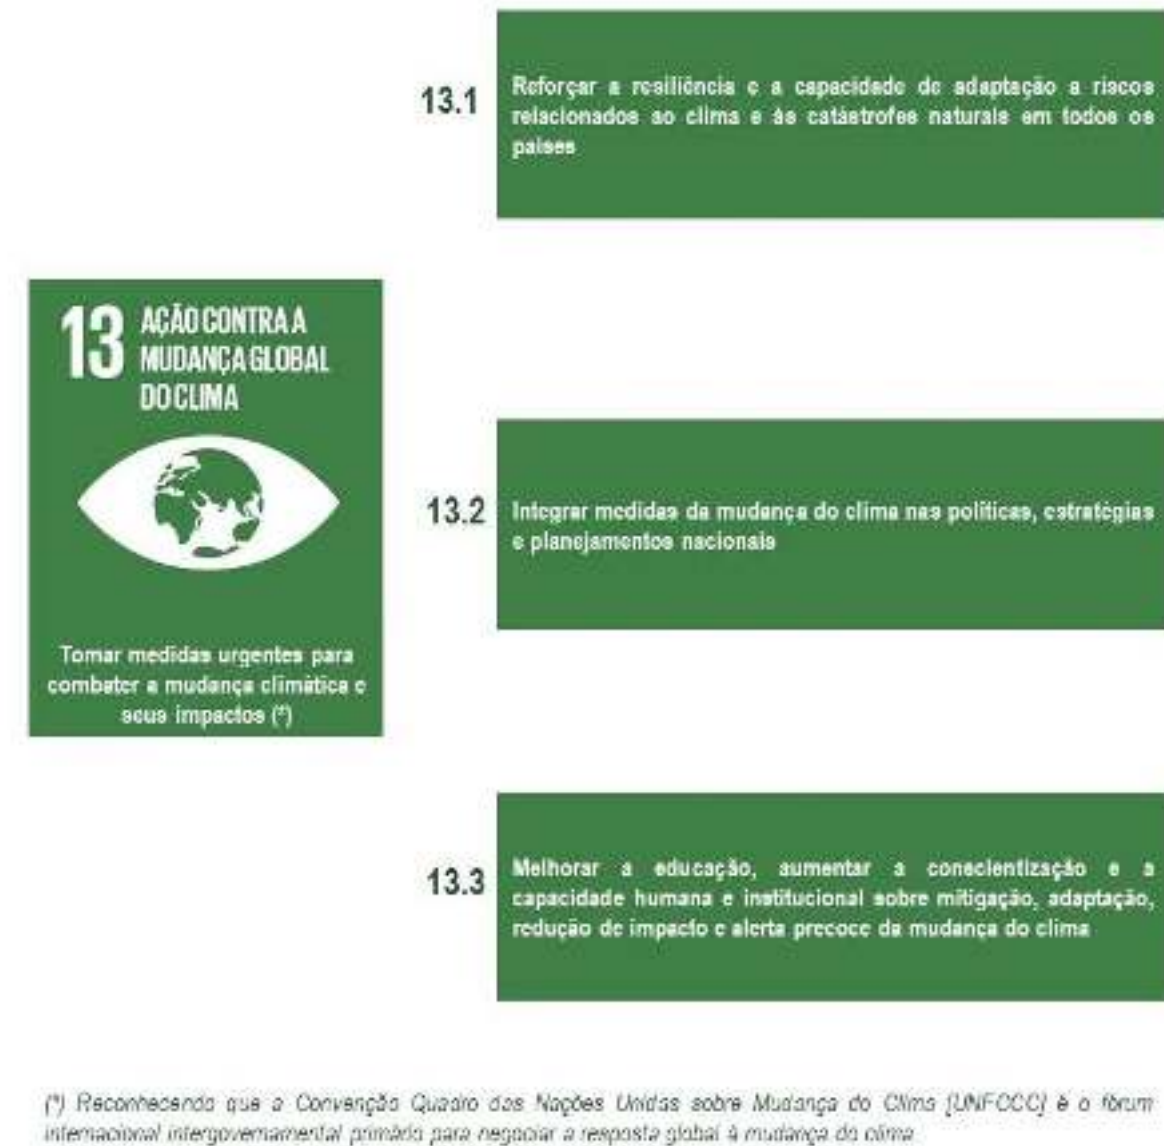 13.1
Reforçar a resiliência e a capacidade de adaptação a riscos
relacionados ao clima e às catástrofes naturais em todos os
países
13 AÇÃO CONTRA A
MUDANÇA GLOBAL
DO CLIMA
Tomar medidas urgentes para
combater a mudança climática e
seus impactos (*)
13.2
Integrar medidas da mudança do clima nas políticas, estratégias
e planejamentos nacionais
13.3
Melhorar a educação, aumentar a conscientização e a
capacidade humana e institucional sobre mitigação, adaptação,
redução de impacto e alerta precoce da mudança do clima
(*) Reconhecendo que a Convenção Quadro das Nações Unidas sobre Mudança do Clima [UNFCCC] é o fórum
internacional intergovernamental primário para negociar a resposta global à mudança do clima